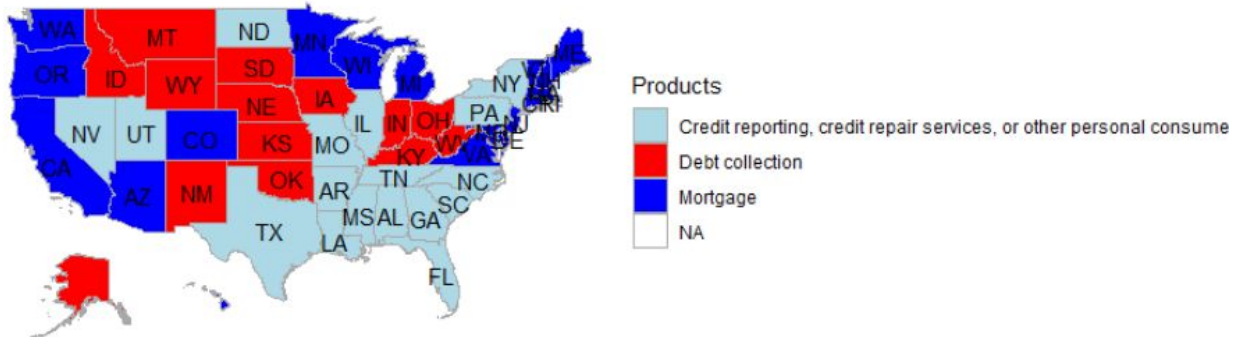 WA
MT
ND
MN
ME
OR
ID
SD
WI
WY
MI
NY
NE
IA
PA
NV
UT
IL
IN
OH
NJ
CO
WV
DE
CA
KS
MO
KY
VA
AZ
NM
OK
AR
TN
NC
SC
MS
AL
GA
TX
LA
FL
Products
Credit reporting, credit repair services, or other personal consume
Debt collection
Mortgage
NA